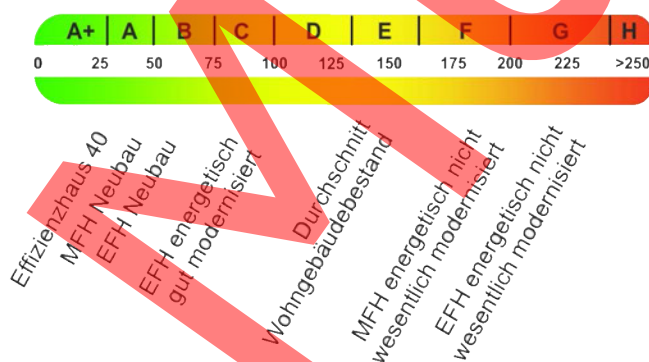 A+ A B C D E F G H
0 25 50 75 100 125 150 175 200 225 >250
Effizienzhaus 40
MFH Neubau
EFH Neubau
EFH energetisch
gut modernisiert
Durchschnitt
Wohngebäudebestand
MFH energetisch nicht
wesentlich modernisiert
EFH energetisch nicht
wesentlich modernisiert